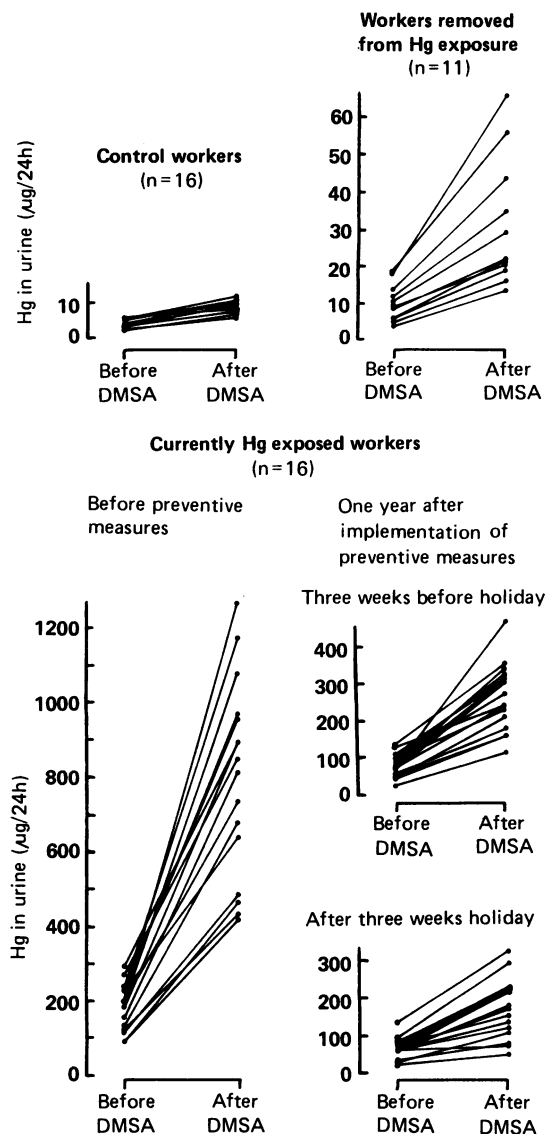 Workers removed
from Hg exposure
(n=11)
Control workers
(n=16)
Hg in urine (µg/24h)
10
0
Before
DMSA
After
DMSA
60
50
40
30
20
10
0
Before
DMSA
After
DMSA
Currently Hg exposed workers
(n=16)
Before preventive
measures
Hg in urine (µg/24h)
1200
1000
800
600
400
200
0
Before
DMSA
After
DMSA
One year after
implementation of
preventive measures
Three weeks before holiday
400
300
200
100
0
Before
DMSA
After
DMSA
After three weeks holiday
300
200
100
0
Before
DMSA
After
DMSA